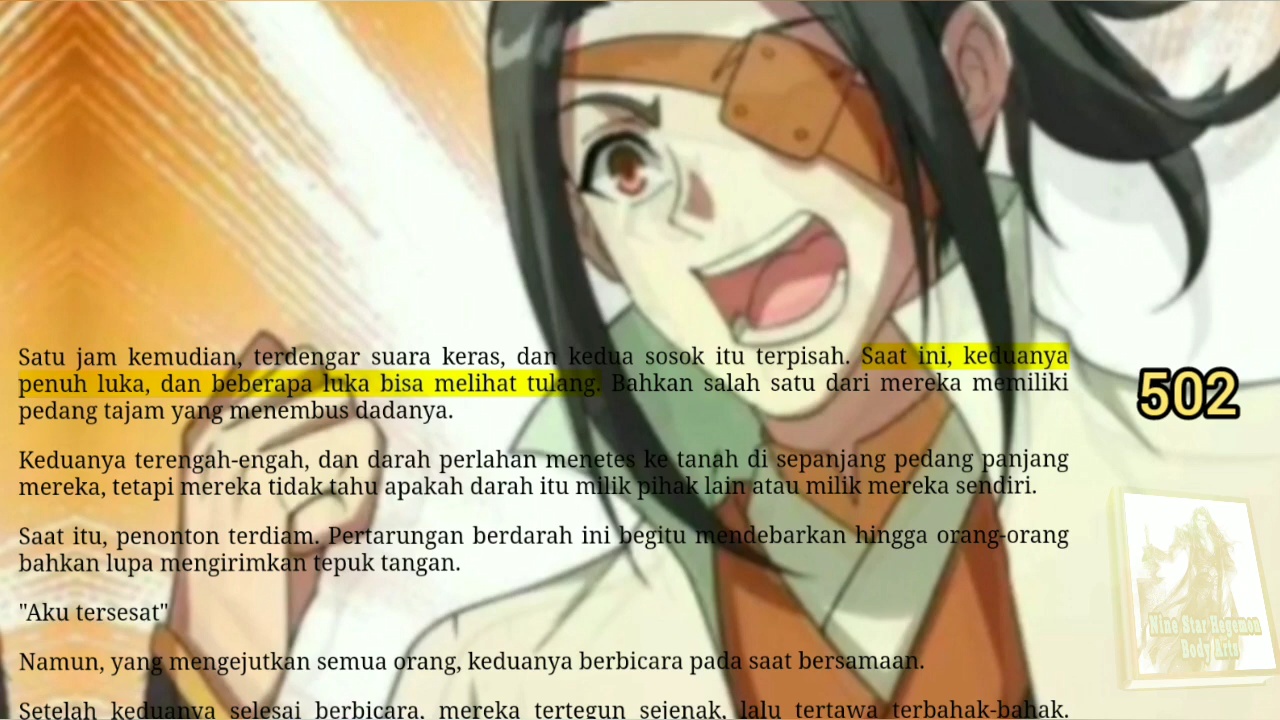 Satu jam kemudian, terdengar suara keras, dan kedua sosok itu terpisah. Saat ini, keduanya
penuh luka, dan beberapa luka bisa melihat tulang. Bahkan salah satu dari mereka memiliki
pedang tajam yang menembus dadanya.
Keduanya terengah-engah, dan darah perlahan menetes ke tanah di sepanjang pedang panjang
mereka, tetapi mereka tidak tahu apakah darah itu milik pihak lain atau milik mereka sendiri.
Saat itu, penonton terdiam. Pertarungan berdarah ini begitu mendebarkan hingga orang-orang
bahkan lupa mengirimkan tepuk tangan.
"Aku tersesat"
Namun, yang mengejutkan semua orang, keduanya berbicara pada saat bersamaan.
Setelah keduanya selesai berbicara, mereka tertegun sejenak, lalu tertawa terbahak-bahak.
502
Nine Star Hegemon
Body Arts